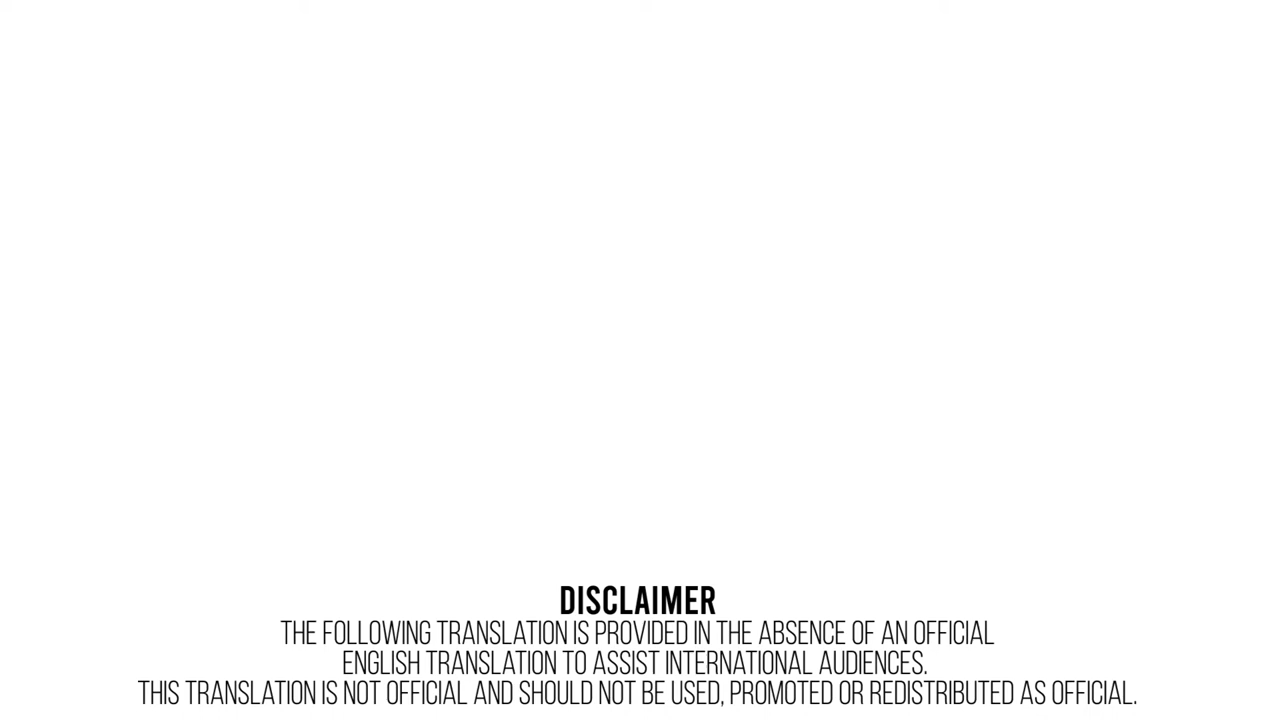 DISCLAIMER
THE FOLLOWING TRANSLATION IS PROVIDED IN THE ABSENCE OF AN OFFICIAL
ENGLISH TRANSLATION TO ASSIST INTERNATIONAL AUDIENCES.
THIS TRANSLATION IS NOT OFFICIAL AND SHOULD NOT BE USED, PROMOTED OR REDISTRIBUTED AS OFFICIAL.